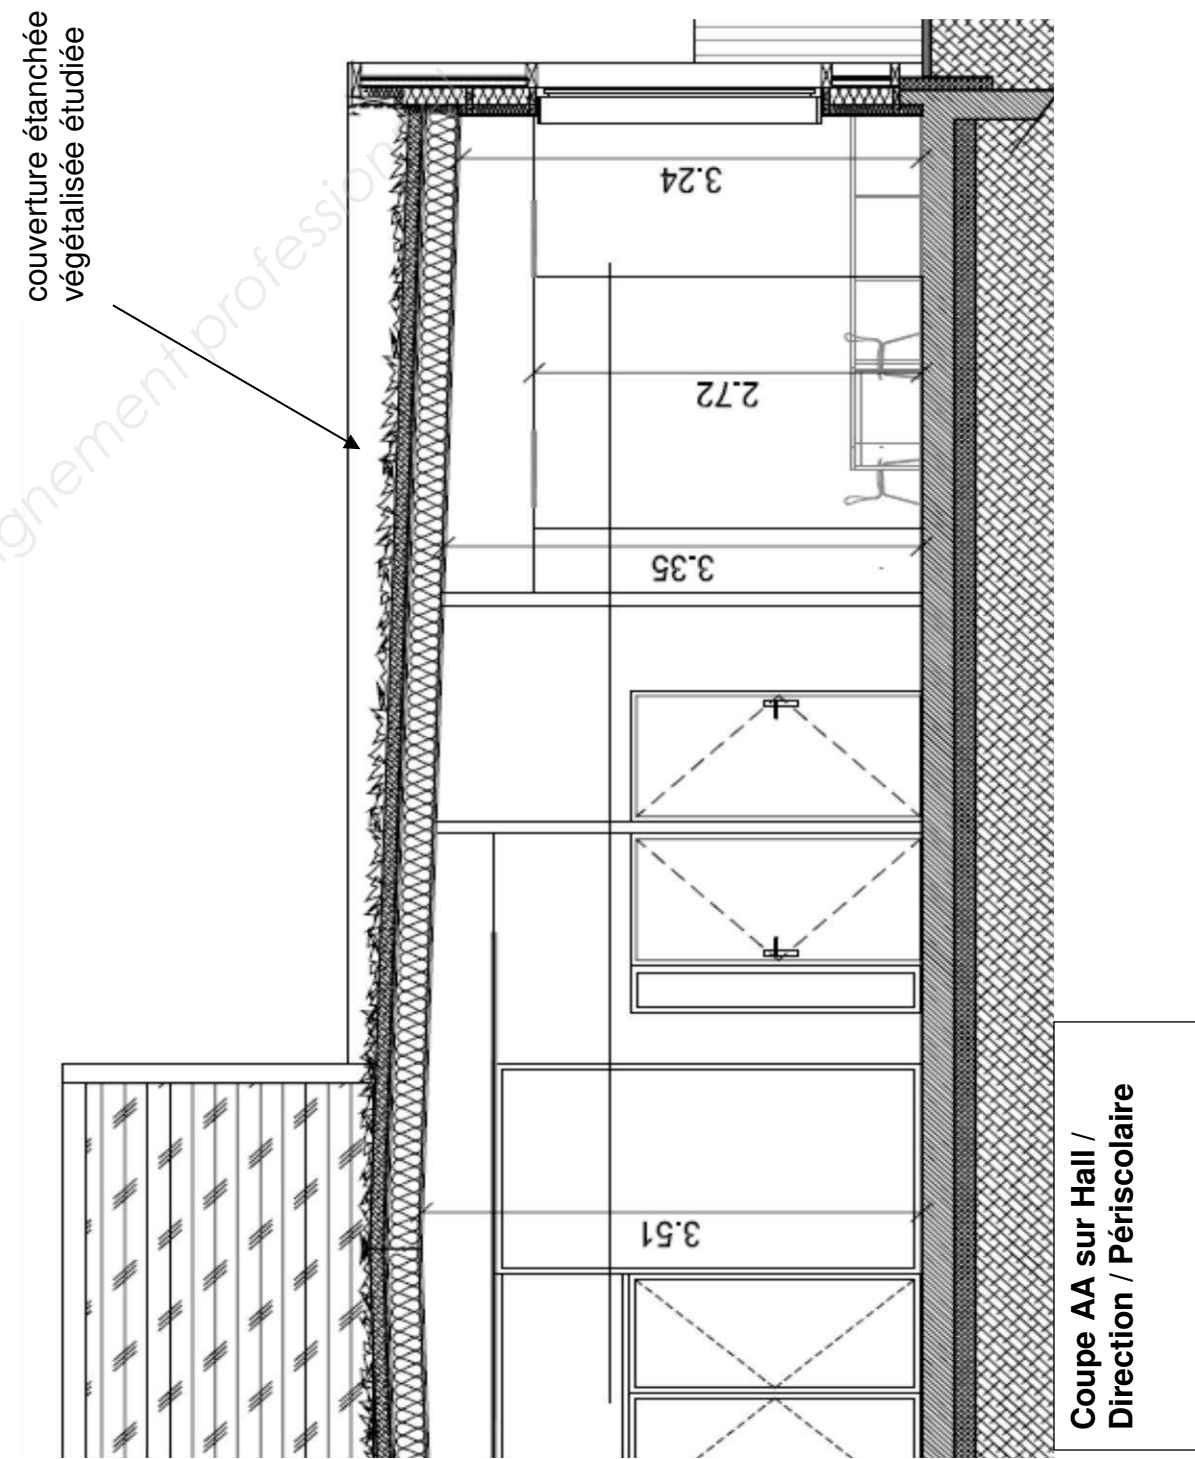 couverture étanchée
végétalisée étudiée
3.24
2.72
3.35
3.51
Coupe AA sur Hall /
Direction / Périscolaire